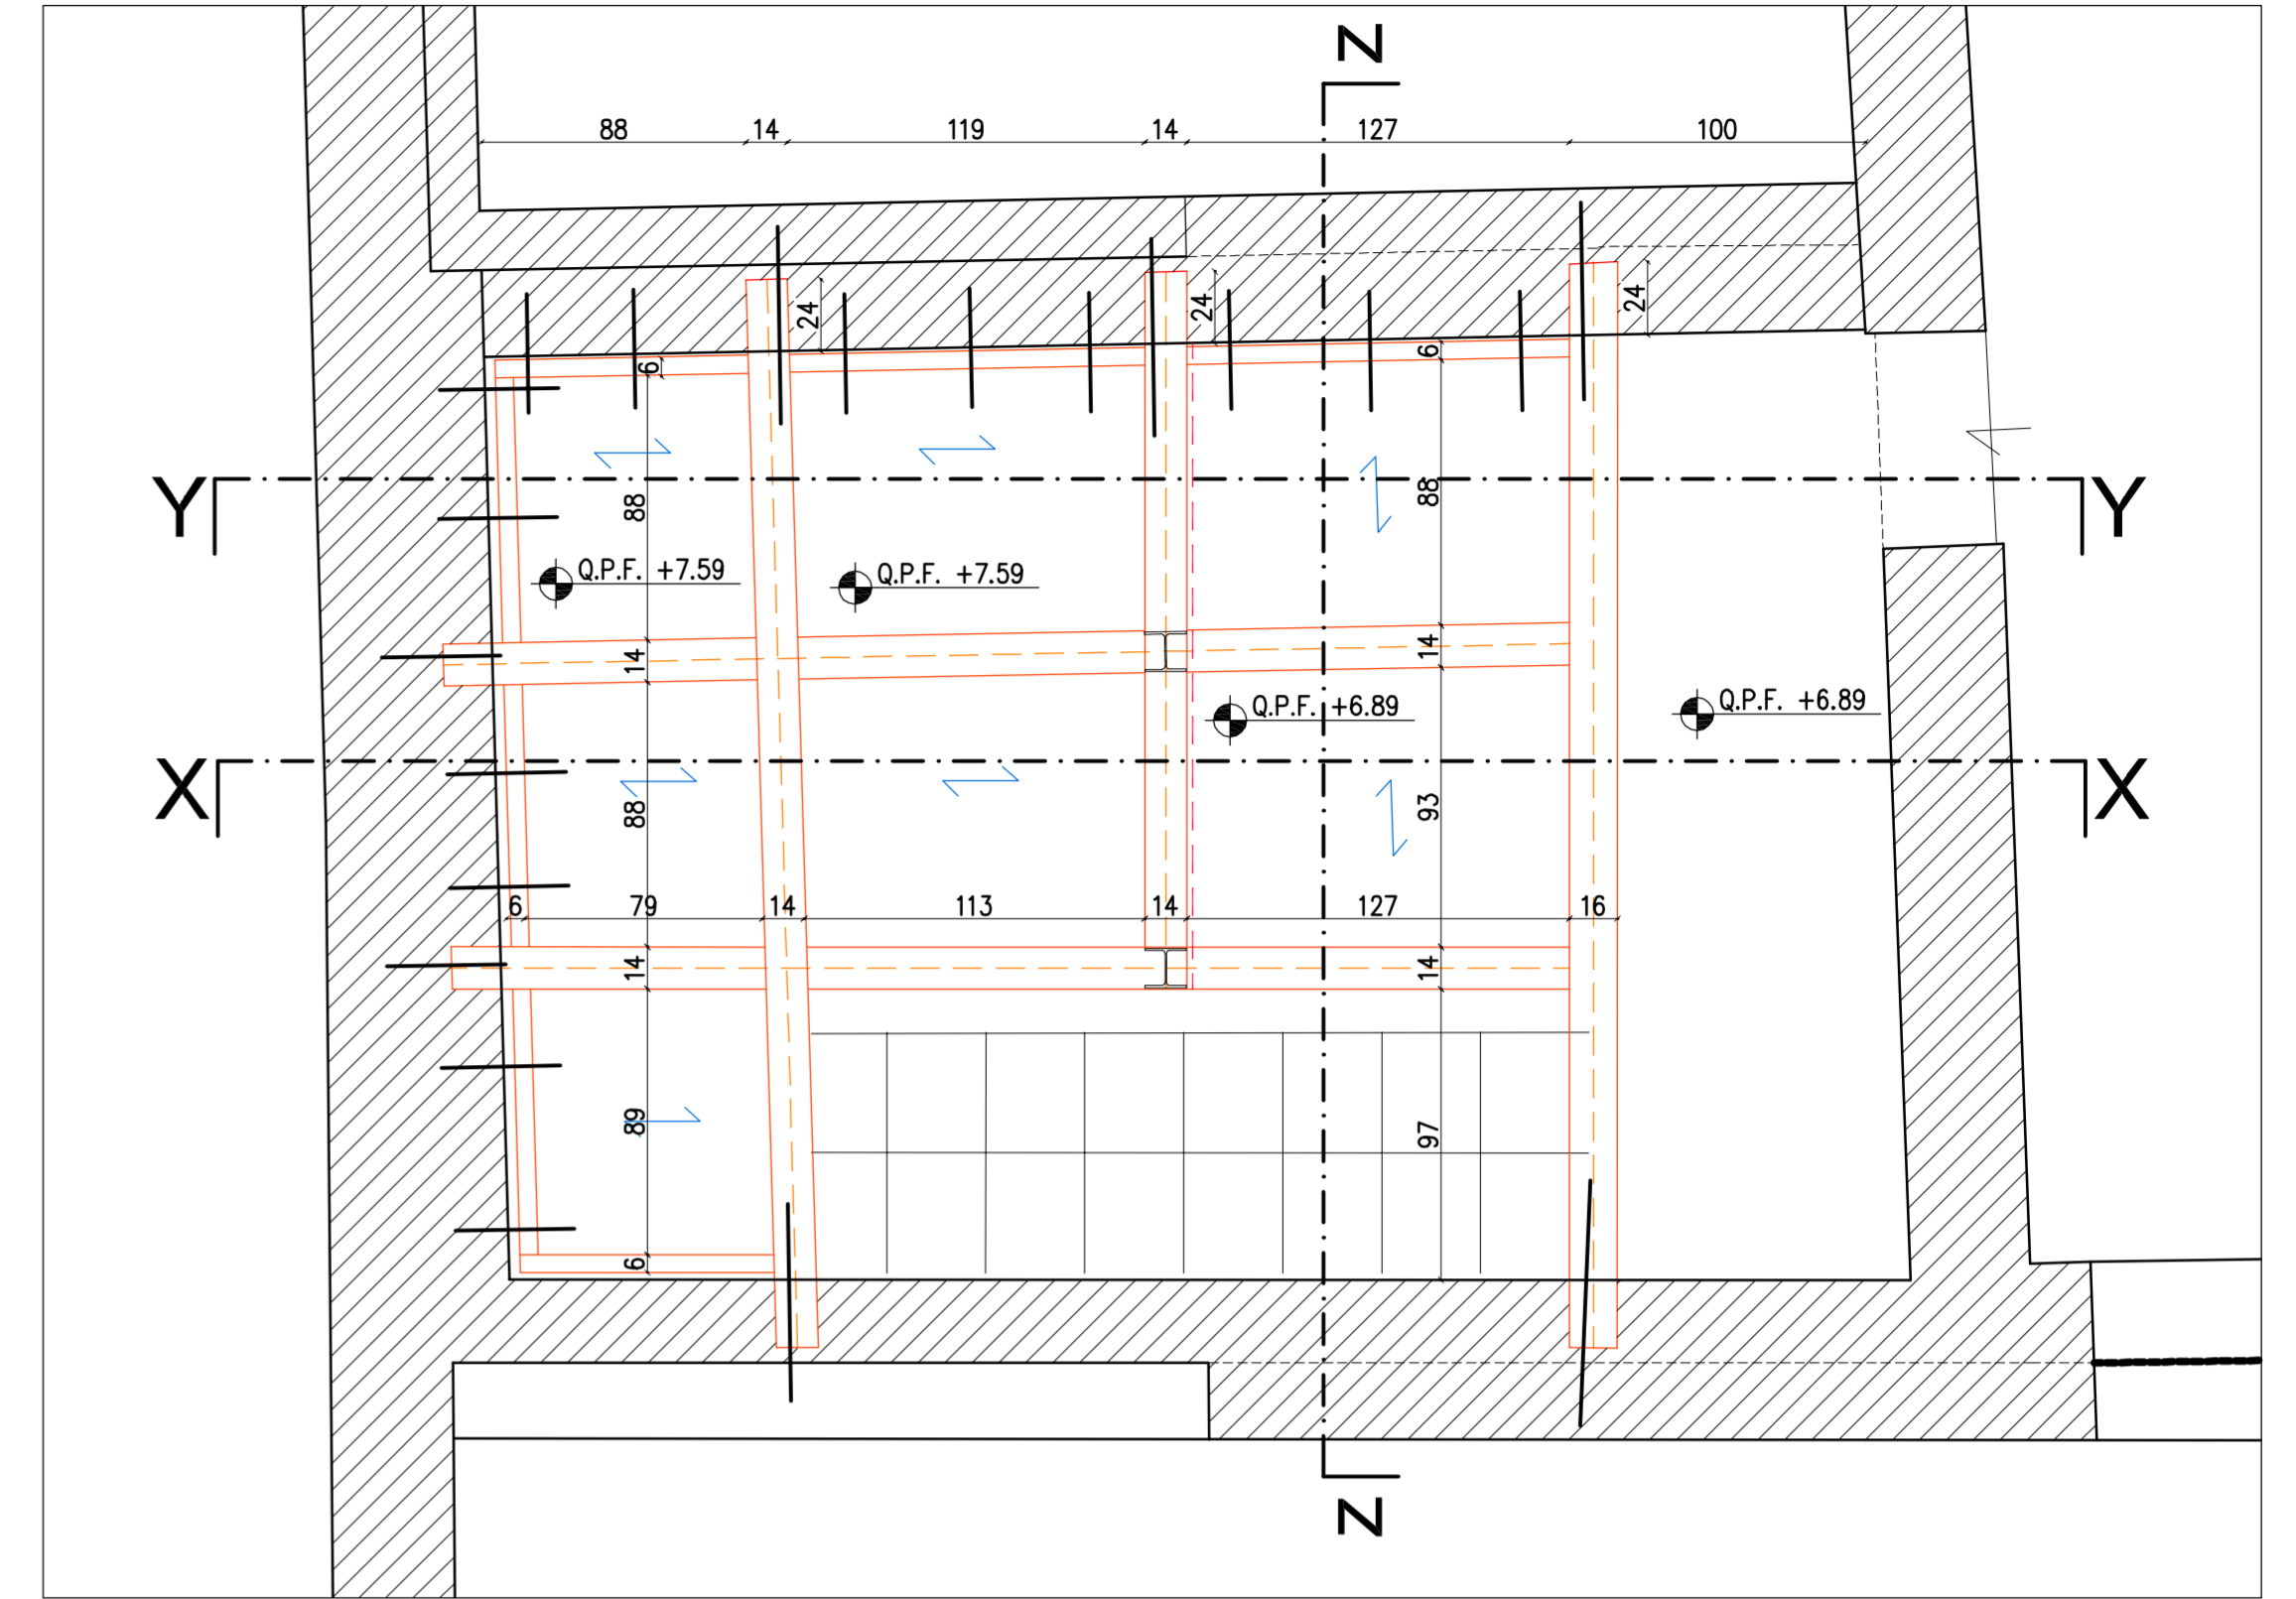 Z
88 14 119 14 127 100
24 24 24
6 6
Y 88 88 Y
Q.P.F. +7.59 Q.P.F. +7.59
14 14
Q.P.F. +6.89 Q.P.F. +6.89
X 88 93 X
6 79 14 113 14 127 16
14 14
89 97
6
Z